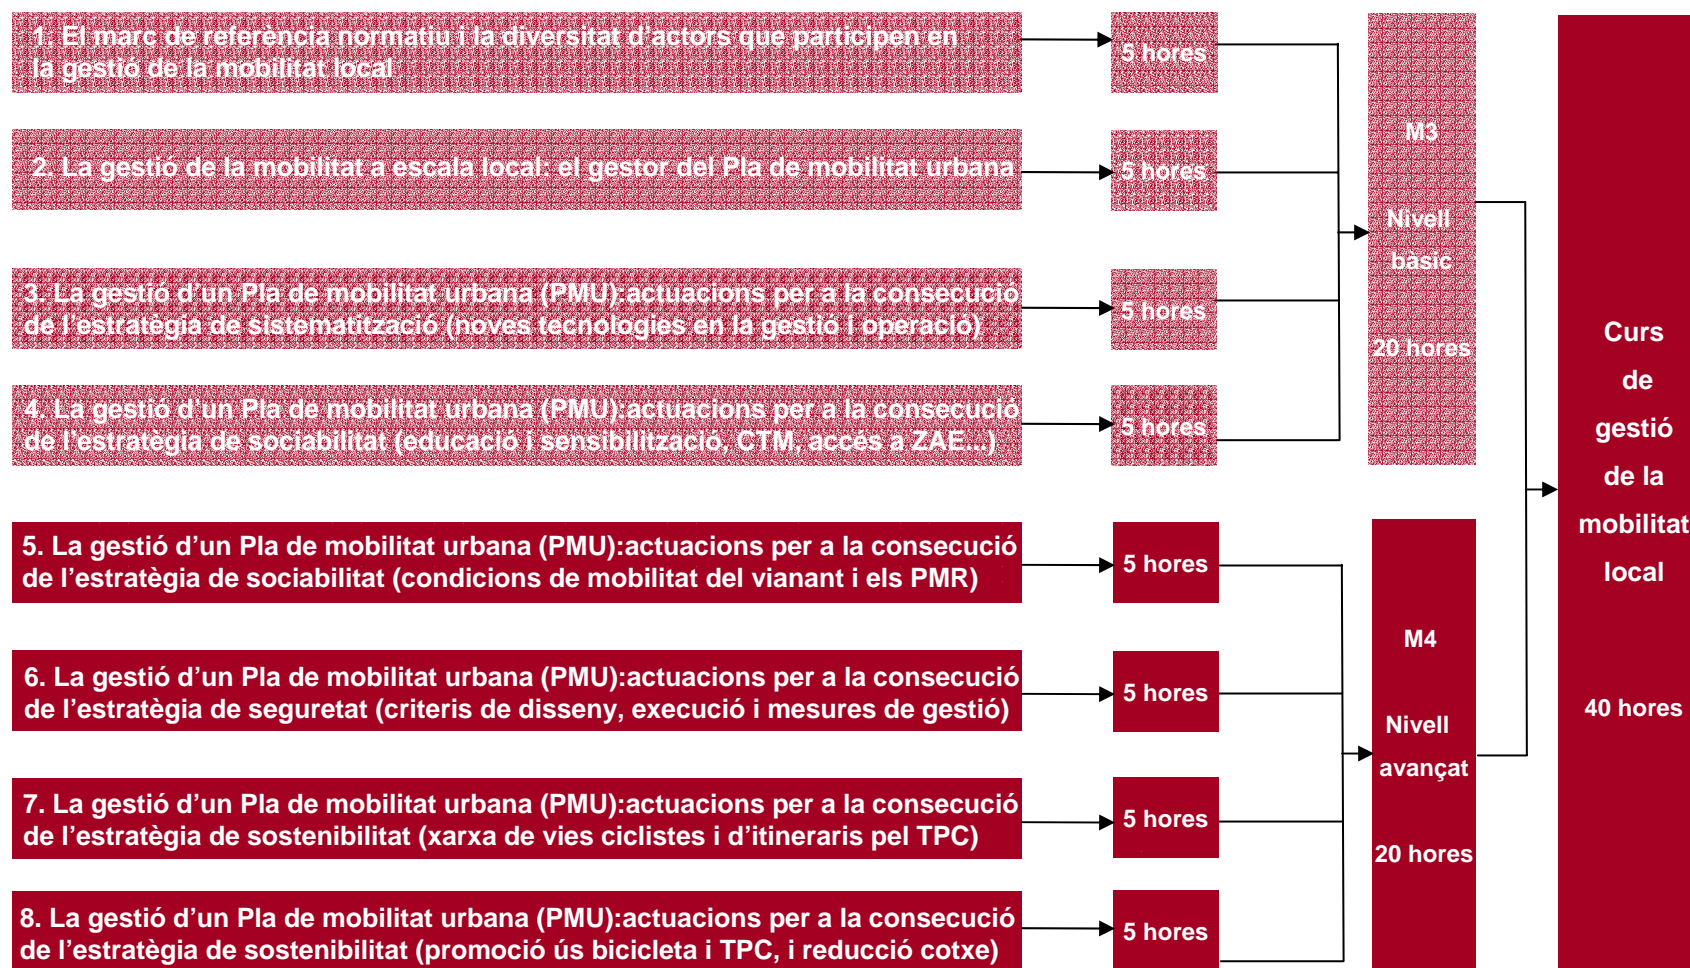 1. El marc de referència normatiu i la diversitat d'actors que participen en
la gestió de la mobilitat local
5 hores
2. La gestió de la mobilitat a escala local: el gestor del Pla de mobilitat urbana
5 hores
3. La gestió d'un Pla de mobilitat urbana (PMU):actuacions per a la consecució
de l'estratègia de sistematització (noves tecnologies en la gestió i operació)
5 hores
4. La gestió d'un Pla de mobilitat urbana (PMU):actuacions per a la consecució
de l'estratègia de sociabilitat (educació i sensibilització, CTM, accés a ZAE...)
5 hores
M3
Nivell
bàsic
20 hores
5. La gestió d'un Pla de mobilitat urbana (PMU):actuacions per a la consecució
de l'estratègia de sociabilitat (condicions de mobilitat del vianant i els PMR)
5 hores
6. La gestió d'un Pla de mobilitat urbana (PMU):actuacions per a la consecució
de l'estratègia de seguretat (criteris de disseny, execució i mesures de gestió)
5 hores
7. La gestió d'un Pla de mobilitat urbana (PMU):actuacions per a la consecució
de l'estratègia de sostenibilitat (xarxa de vies ciclistes i d'itineraris pel TPC)
5 hores
8. La gestió d'un Pla de mobilitat urbana (PMU):actuacions per a la consecució
de l'estratègia de sostenibilitat (promoció ús bicicleta i TPC, i reducció cotxe)
5 hores
M4
Nivell
avançat
20 hores
Curs
de
gestió
de la
mobilitat
local
40 hores